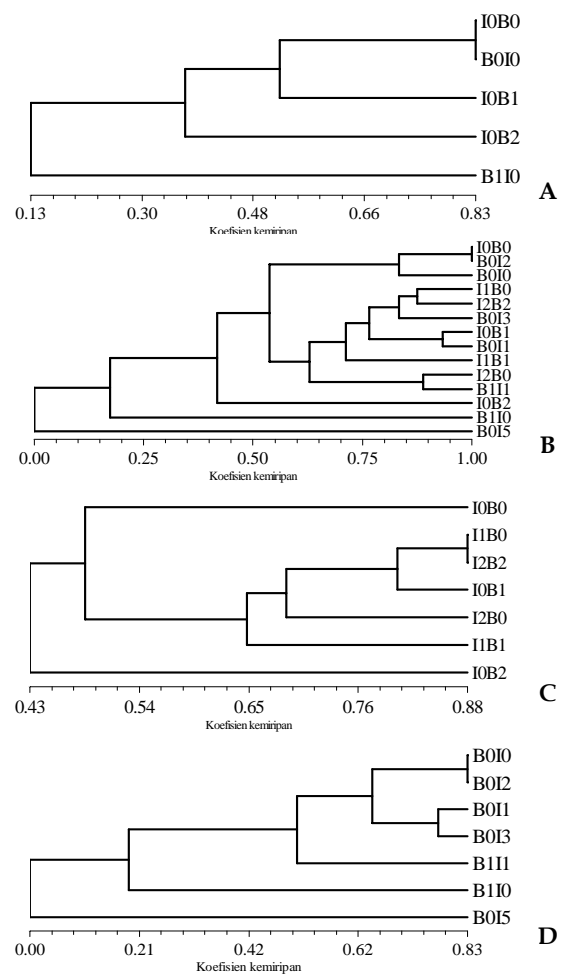 I0B0
B0I0
I0B1
I0B2
B1I0
A
0.13 0.30 0.48 0.66 0.83
Koefisien kemiripan
I0B0
B0I2
B0I0
I1B0
I2B2
B0I3
I0B1
B0I1
I1B1
I2B0
B1I1
I0B2
B1I0
B0I5
0.00 0.25 0.50 0.75 1.00
B
Koefisien kemiripan
I0B0
I1B0
I2B2
I0B1
I2B0
I1B1
I0B2
0.43 0.54 0.65 0.76 0.88
C
Koefisien kemiripan
B0I0
B0I2
B0I1
B0I3
B1I1
B1I0
B0I5
D
0.00 0.21 0.42 0.62 0.83
Koefisien kemiripan